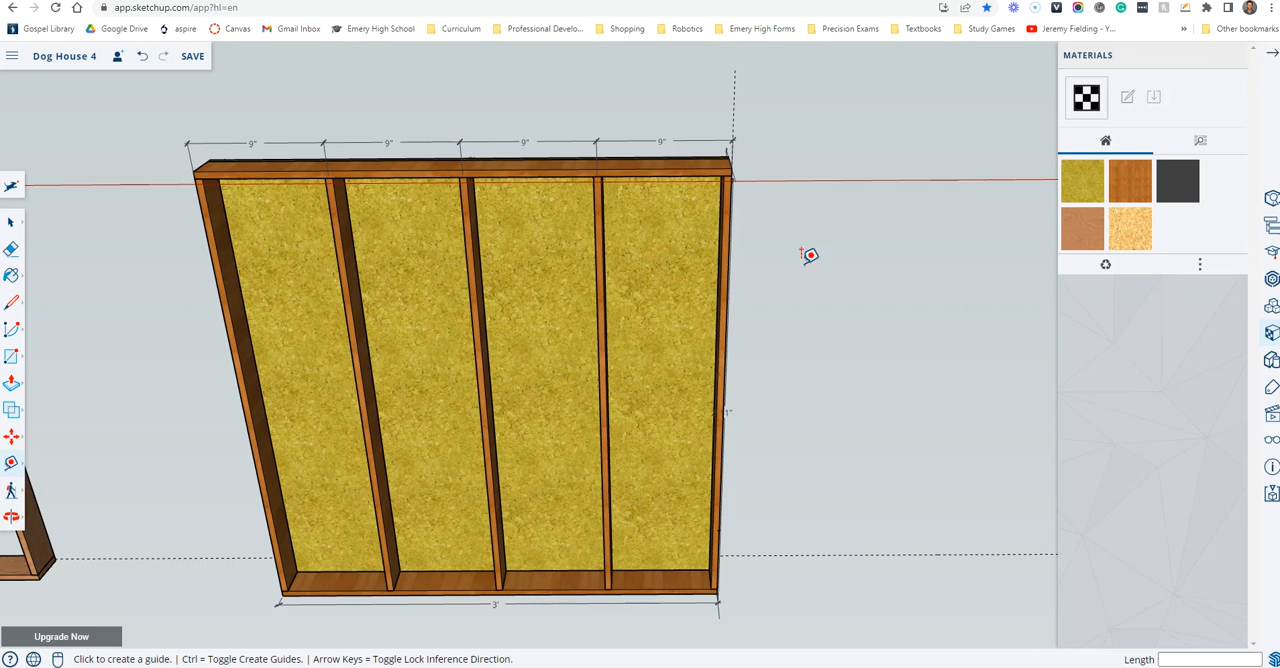 app.sketchup.com/app?hl=en
Gospel Library Google Drive aspire Canva Gmail Inbox Emery High School Curriculum Professional Develo... Shopping Robotics Emery High Forms Precision Exams Textbooks Study Games Jeremy Fielding - Y... » Other bookmarks
Dog House 4 SAVE
MATERIALS
9" 9" 9" 9"
1"
3'
Upgrade Now
Click to create a guide. | Ctrl = Toggle Create Guides. | Arrow Keys = Toggle Lock Inference Direction. Length